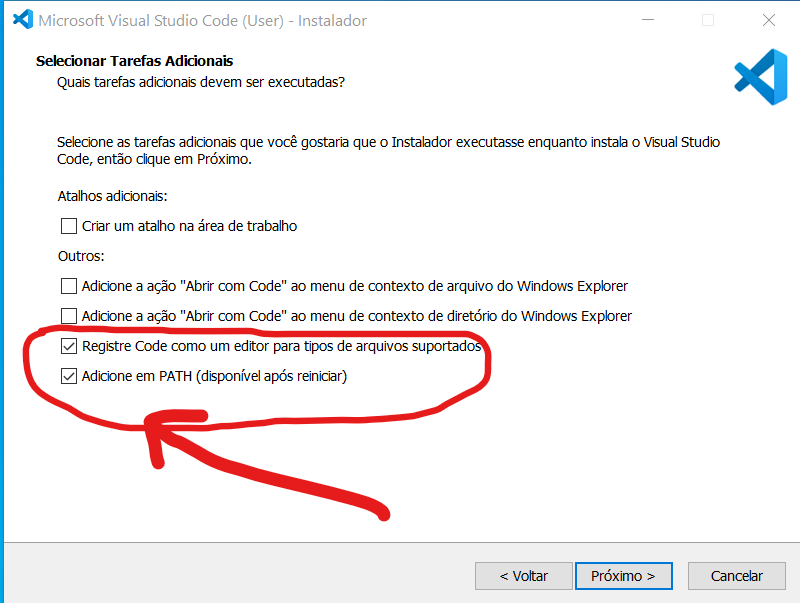 Microsoft Visual Studio Code (User) - Instalador
Selecionar Tarefas Adicionais
Quais tarefas adicionais devem ser executadas?
Selecione as tarefas adicionais que você gostaria que o Instalador executasse enquanto instala o Visual Studio
Code, então clique em Próximo.
Atalhos adicionais:
Criar um atalho na área de trabalho
Outros:
Adicione a ação "Abrir com Code" ao menu de contexto de arquivo do Windows Explorer
Adicione a ação "Abrir com Code" ao menu de contexto de diretório do Windows Explorer
Registre Code como um editor para tipos de arquivos suportados
Adicione em PATH (disponível após reiniciar)
< Voltar
Próximo >
Cancelar